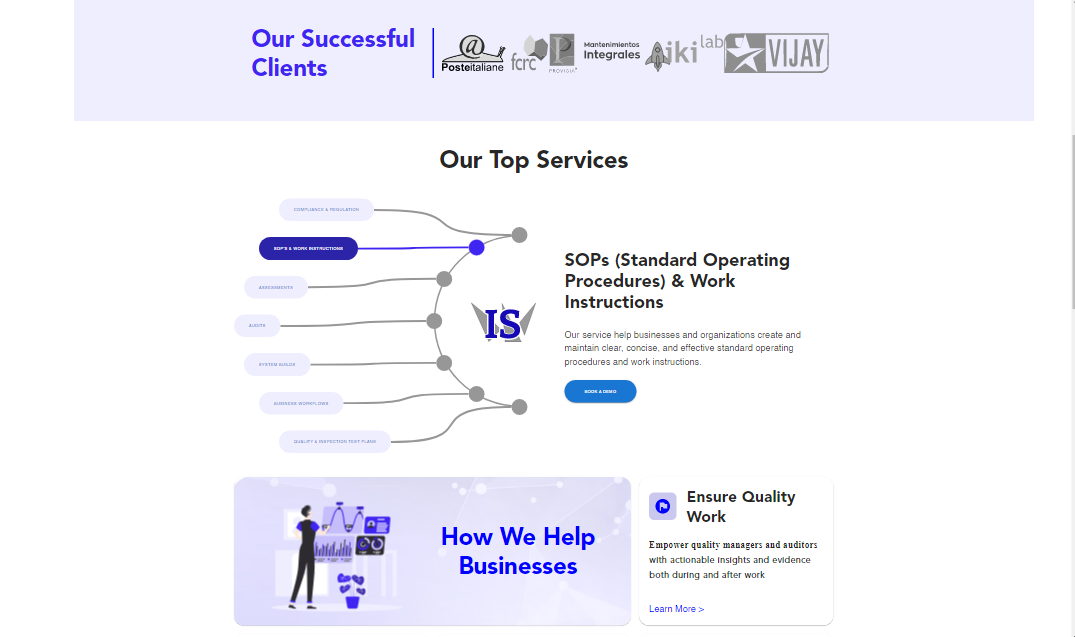 Our Successful
Clients
@
Posteitaliane
fcrc
P
PROVIGIL
Mantenimientos
Integrales
iki lab
VIJAY
Our Top Services
COMPLIANCE & REGULATION
SOP'S & WORK INSTRUCTIONS
ASSESSMENTS
AUDITS
SYSTEM BUILDS
BUSINESS WORKFLOWS
QUALITY & INSPECTION TEST PLANS
IS
SOPs (Standard Operating
Procedures) & Work
Instructions
Our service help businesses and organizations create and
maintain clear, concise, and effective standard operating
procedures and work instructions.
BOOK A DEMO
How We Help
Businesses
Ensure Quality
Work
Empower quality managers and auditors
with actionable insights and evidence
both during and after work
Learn More >